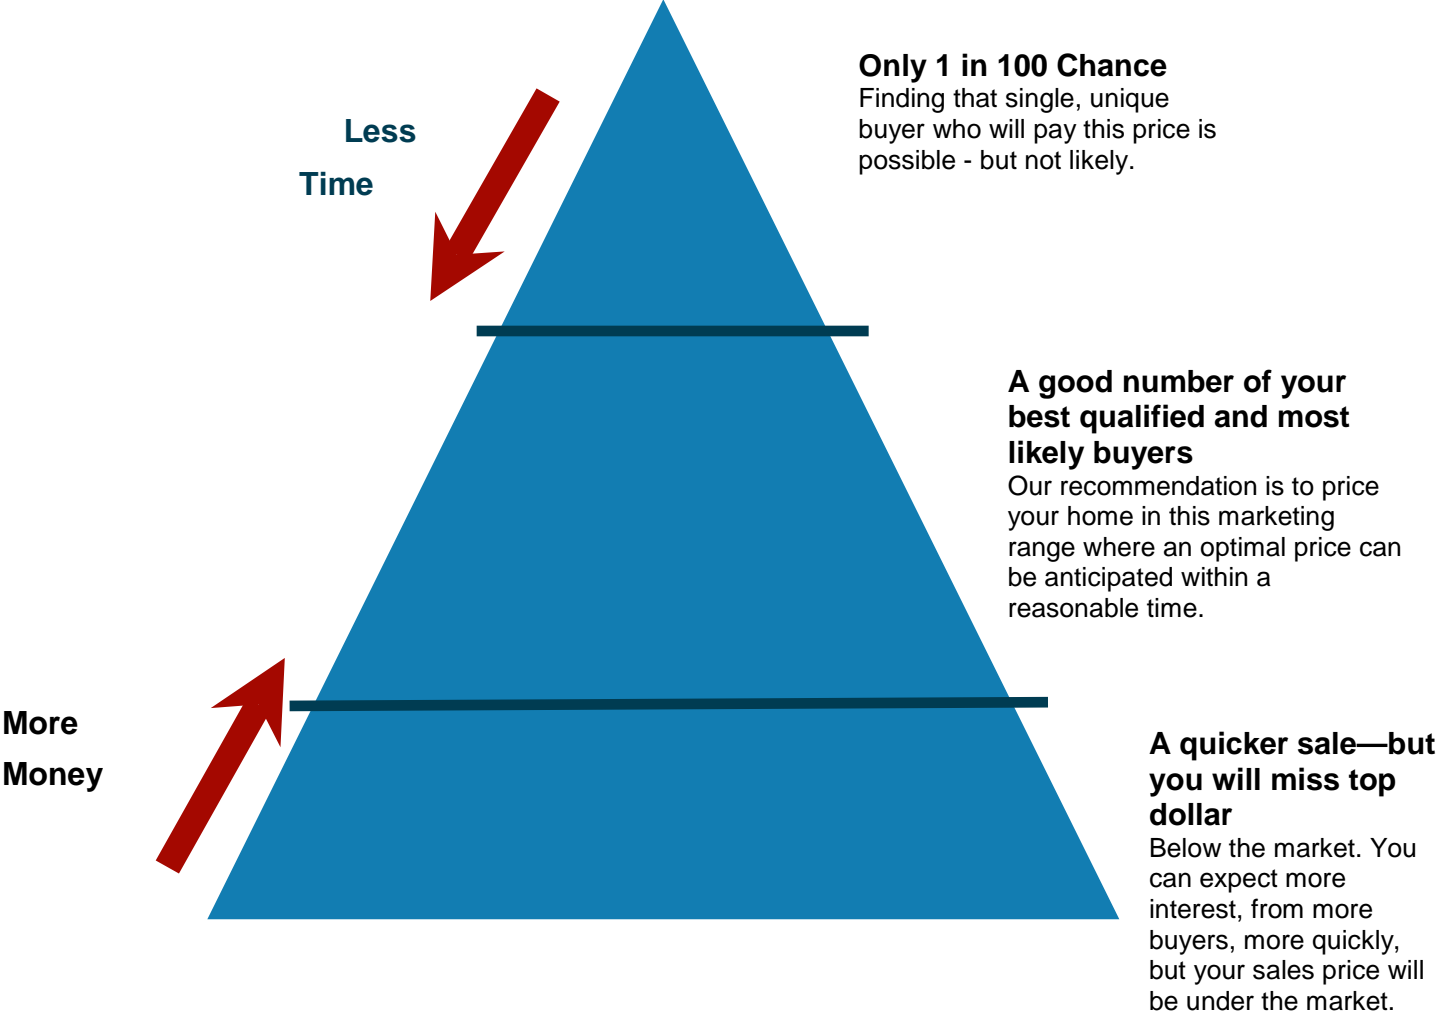 Only 1 in 100 Chance
Finding that single, unique
buyer who will pay this price is
possible - but not likely.
Less
Time
A good number of your
best qualified and most
likely buyers
Our recommendation is to price
your home in this marketing
range where an optimal price can
be anticipated within a
reasonable time.
More
Money
A quicker sale—but
you will miss top
dollar
Below the market. You
can expect more
interest, from more
buyers, more quickly,
but your sales price will
be under the market.